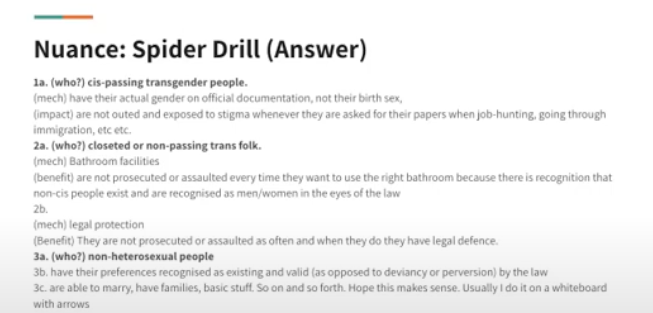 Nuance: Spider Drill (Answer)
1a. (who?) cis-passing transgender people.
(mech) have their actual gender on official documentation, not their birth sex,
(impact) are not outed and exposed to stigma whenever they are asked for their papers when job-hunting, going through
immigration, etc etc.
2a. (who?) closeted or non-passing trans folk.
(mech) Bathroom facilities
(benefit) are not prosecuted or assaulted every time they want to use the right bathroom because there is recognition that
non-cis people exist and are recognised as men/women in the eyes of the law
2b.
(mech) legal protection
(Benefit) They are not prosecuted or assaulted as often and when they do they have legal defence.
3a. (who?) non-heterosexual people
3b. have their preferences recognised as existing and valid (as opposed to deviancy or perversion) by the law
3c. are able to marry, have families, basic stuff. So on and so forth. Hope this makes sense. Usually I do it on a whiteboard
with arrows